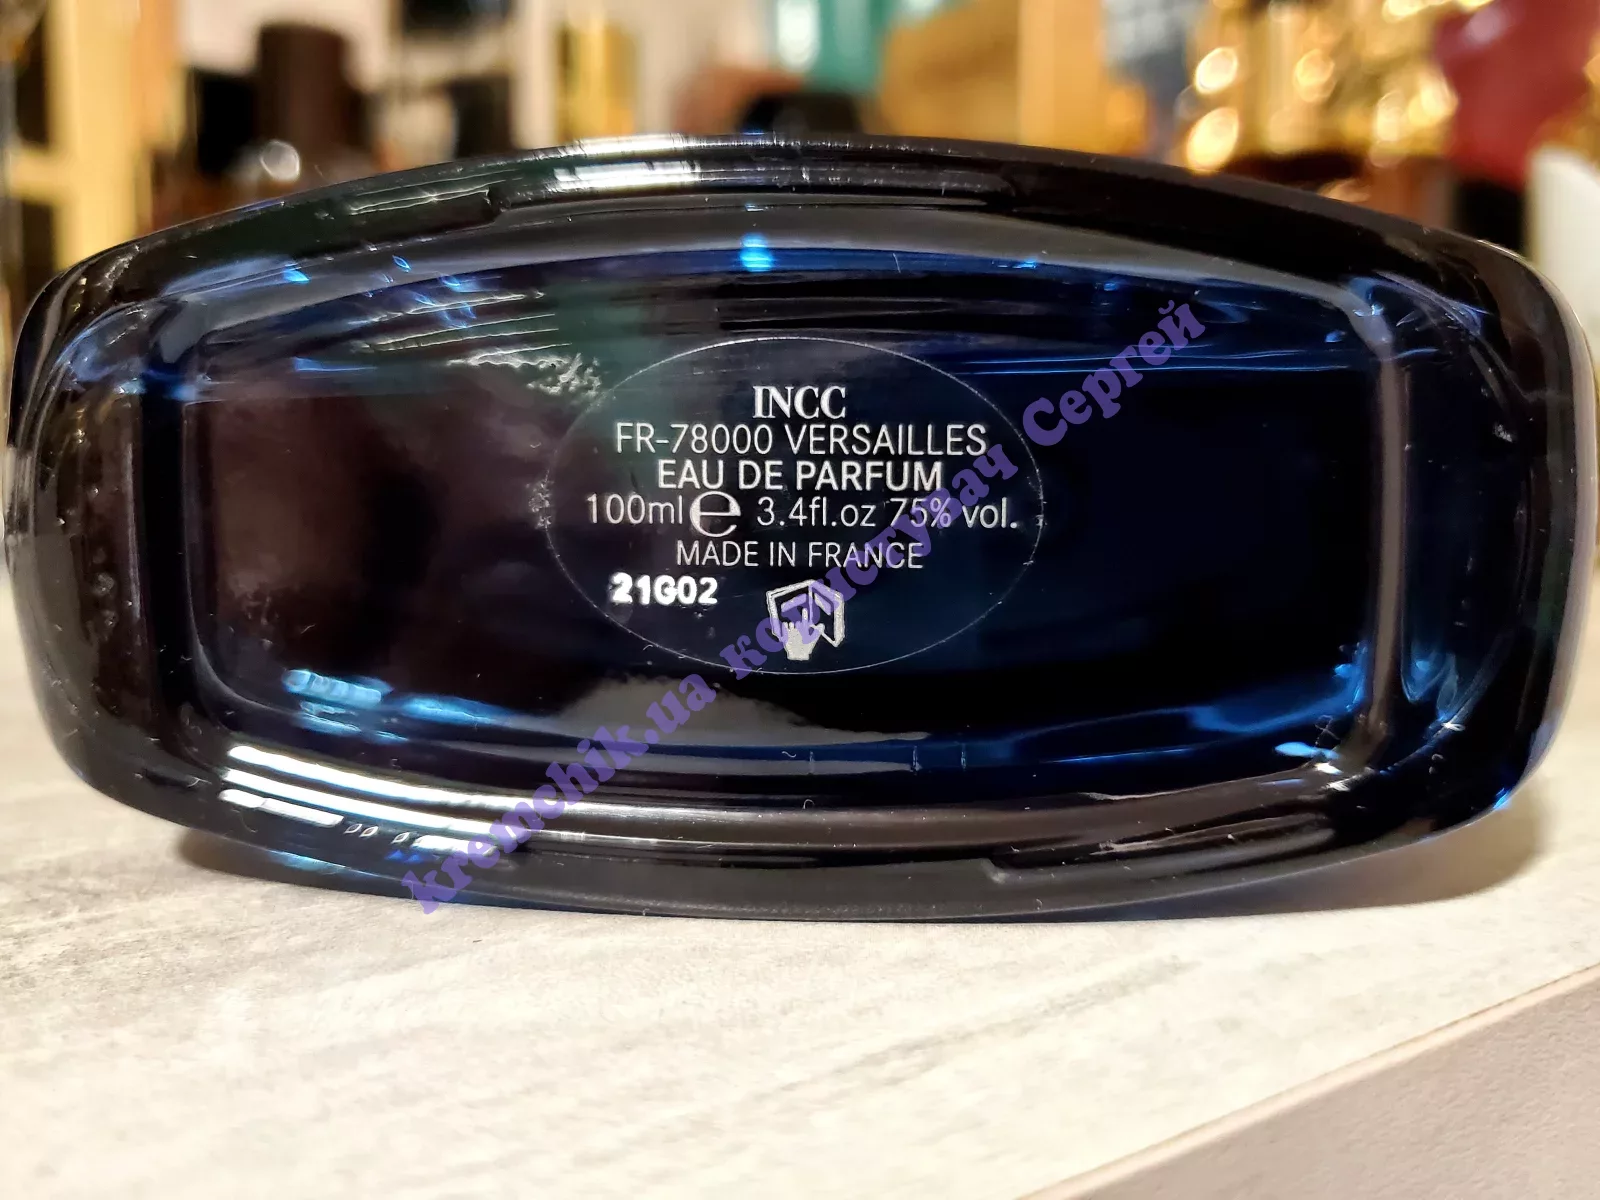 INCC
FR-78000 VERSAILLES
EAU DE PARFUM
100ml e 3.4fl.oz 75% vol.
MADE IN FRANCE
21G02
kremchik.ua користувач Сергей